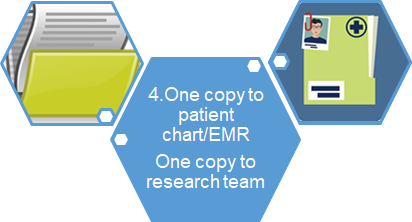 4.One copy to
patient
chart/EMR
One copy to
research team